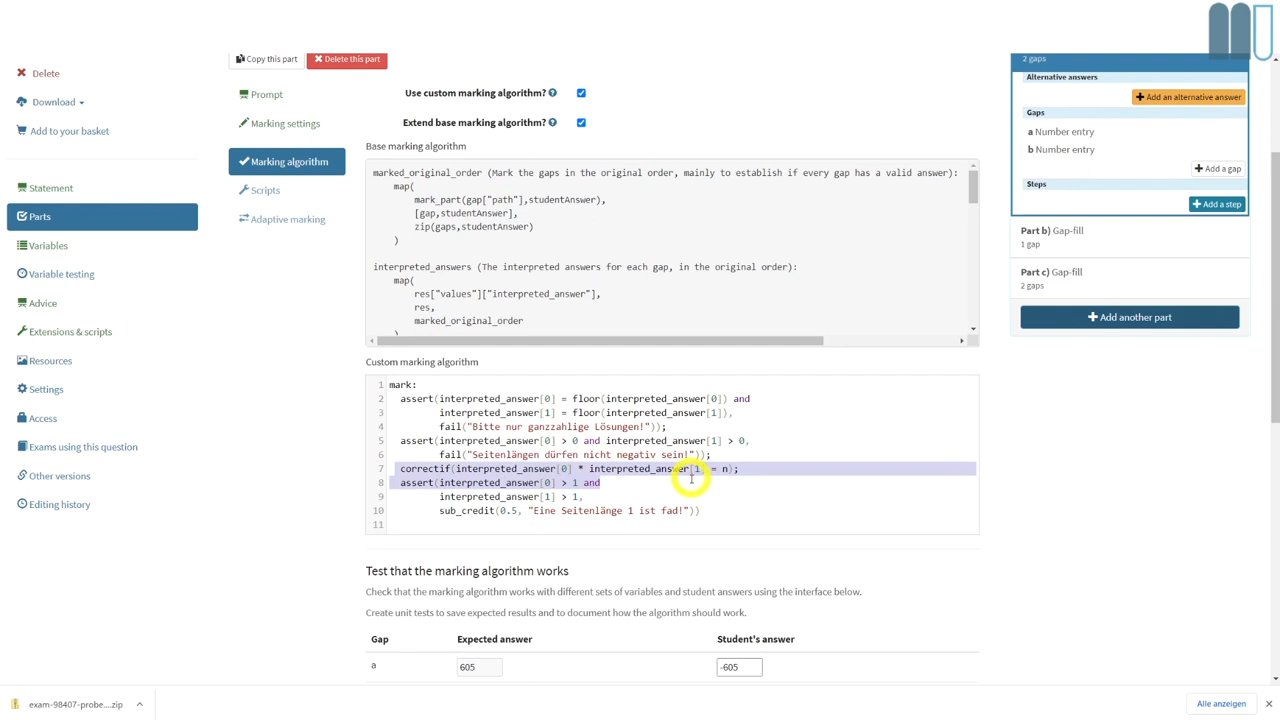 Delete
Download
Add to your basket
Statement
Parts
Variables
Variable testing
Advice
Extensions & scripts
Resources
Settings
Access
Exams using this question
Other versions
Editing history
Copy this part
Delete this part
Prompt
Marking settings
Marking algorithm
Scripts
Adaptive marking
Use custom marking algorithm?
Extend base marking algorithm?
Base marking algorithm
marked_original_order (Mark the gaps in the original order, mainly to establish if every gap has a valid answer):
map(
mark_part(gap["path"],studentAnswer),
[gap,studentAnswer],
zip(gaps,studentAnswer)
)
interpreted_answers (The interpreted answers for each gap, in the original order):
map(
res["values"]["interpreted_answer"],
res,
marked_original_order
Custom marking algorithm
1 mark:
2 assert(interpreted_answer[0] = floor(interpreted_answer[0]) and
3 interpreted_answer[1] = floor(interpreted_answer[1]),
4 fail("Bitte nur ganzzahlige Lösungen!"));
5 assert(interpreted_answer[0] > 0 and interpreted_answer[1] > 0,
6 fail("Seitenlängen dürfen nicht negativ sein!"));
7 correctif(interpreted_answer[0] * interpreted_answer[1] = n);
8 assert(interpreted_answer[0] > 1 and
9 interpreted_answer[1] > 1,
10 sub_credit(0.5, "Eine Seitenlänge 1 ist fad!"))
11
Test that the marking algorithm works
Check that the marking algorithm works with different sets of variables and student answers using the interface below.
Create unit tests to save expected results and to document how the algorithm should work.
Gap Expected answer Student's answer
a 605 -605
2 gaps
Alternative answers
Add an alternative answer
Gaps
a Number entry
b Number entry
Add a gap
Steps
Add a step
Part b) Gap-fill
1 gap
Part c) Gap-fill
2 gaps
Add another part
exam-98407-probe....zip
Alle anzeigen